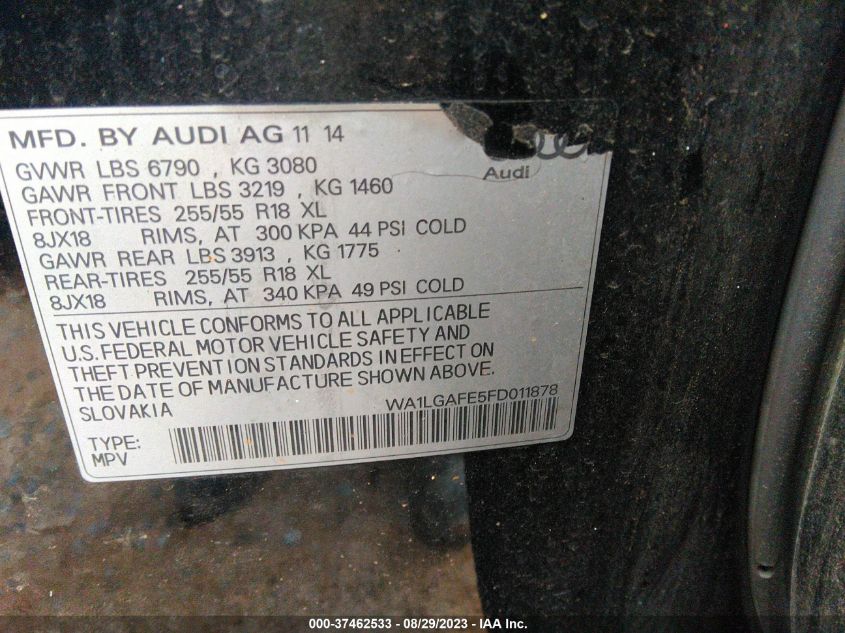 MFD. BY AUDI AG 11 14
GVWR LBS 6790 , KG 3080
Audi
GAWR FRONT LBS 3219 , KG 1460
FRONT-TIRES 255/55 R18 XL
8JX18 RIMS, AT 300 KPA 44 PSI COLD
GAWR REAR LBS 3913 , KG 1775
REAR-TIRES 255/55 R18 XL
8JX18 RIMS, AT 340 KPA 49 PSI COLD
THIS VEHICLE CONFORMS TO ALL APPLICABLE
U.S. FEDERAL MOTOR VEHICLE SAFETY AND
THEFT PREVENTION STANDARDS IN EFFECT ON
THE DATE OF MANUFACTURE SHOWN ABOVE.
SLOVAKIA WA1LGAFE5FD011878
TYPE:
MPV
000-37462533 - 08/29/2023 - IAA Inc.